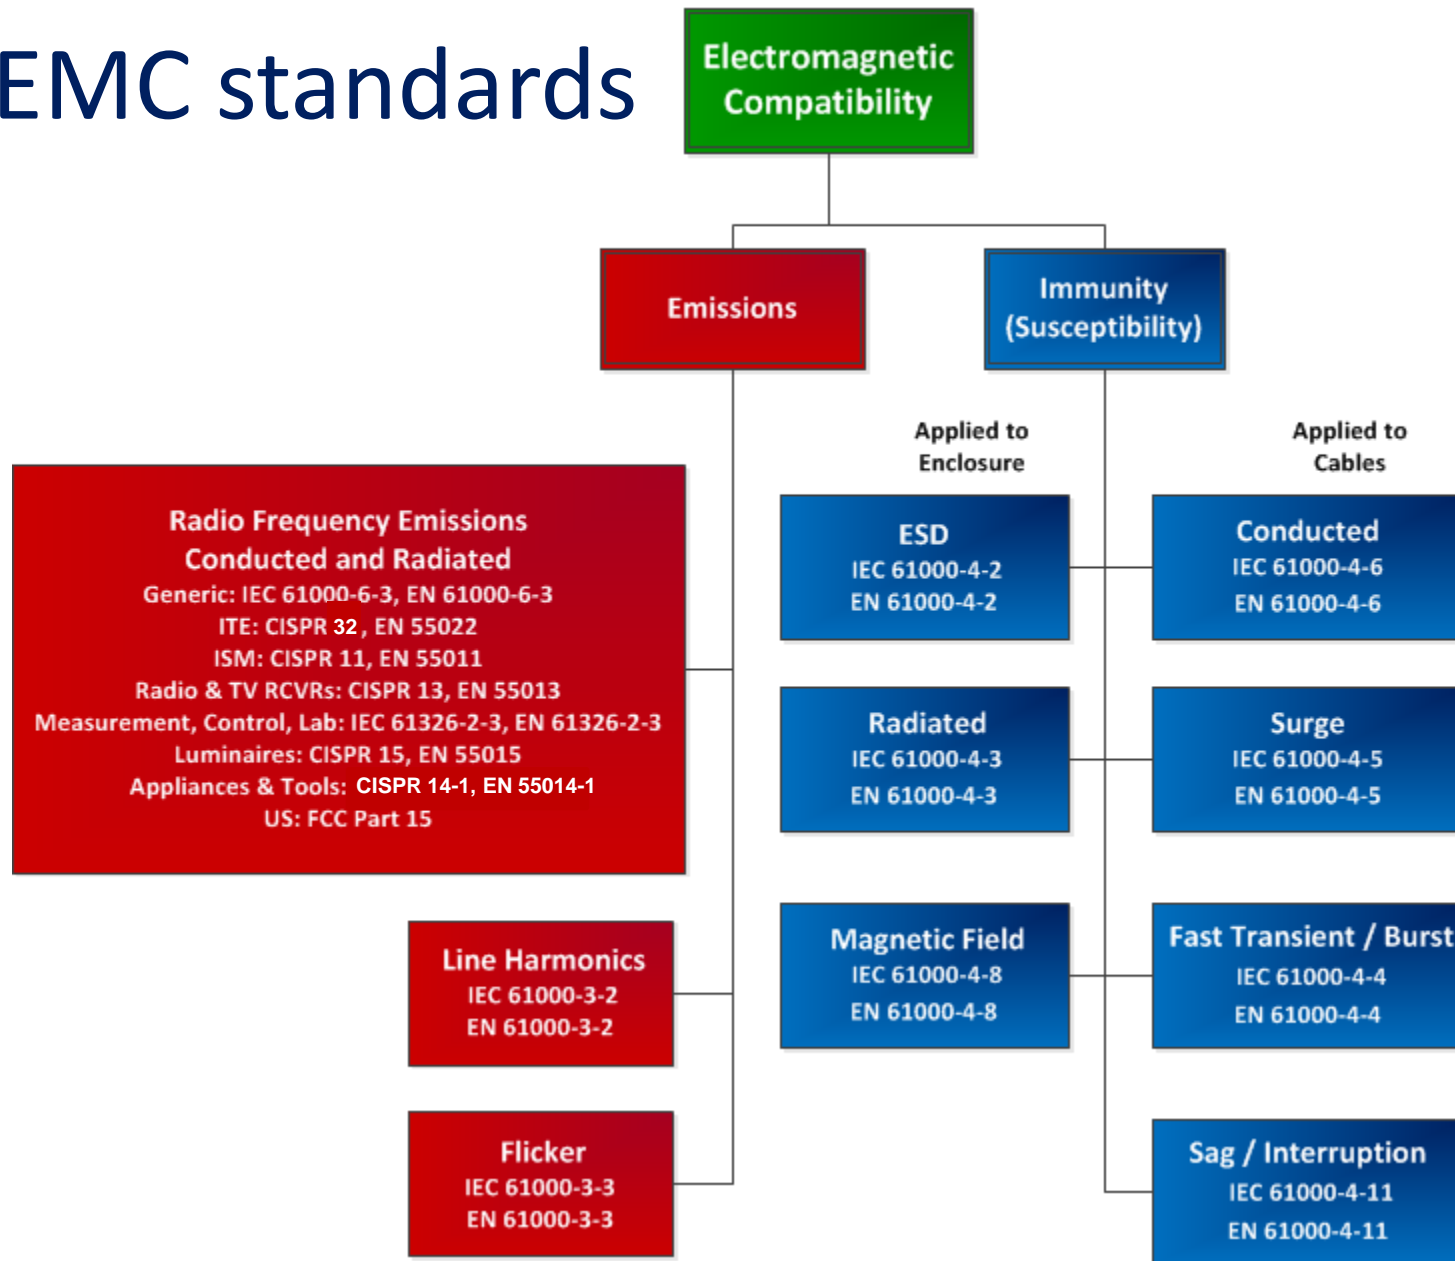 EMC standards
Electromagnetic
Compatibility
Emissions
Immunity
(Susceptibility)
Applied to
Enclosure
Applied to
Cables
Radio Frequency Emissions
Conducted and Radiated
Generic: IEC 61000-6-3, EN 61000-6-3
ITE: CISPR 32 , EN 55022
ISM: CISPR 11, EN 55011
Radio & TV RCVRs: CISPR 13, EN 55013
Measurement, Control, Lab: IEC 61326-2-3, EN 61326-2-3
Luminaires: CISPR 15, EN 55015
Appliances & Tools: CISPR 14-1, EN 55014-1
US: FCC Part 15
Line Harmonics
IEC 61000-3-2
EN 61000-3-2
Flicker
IEC 61000-3-3
EN 61000-3-3
ESD
IEC 61000-4-2
EN 61000-4-2
Radiated
IEC 61000-4-3
EN 61000-4-3
Magnetic Field
IEC 61000-4-8
EN 61000-4-8
Conducted
IEC 61000-4-6
EN 61000-4-6
Surge
IEC 61000-4-5
EN 61000-4-5
Fast Transient / Burst
IEC 61000-4-4
EN 61000-4-4
Sag / Interruption
IEC 61000-4-11
EN 61000-4-11